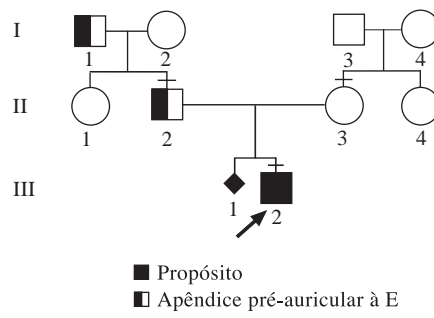 I
1 2 3 4
II
1 2 3 4
III
1 2
Propósito
Apêndice pré-auricular à E